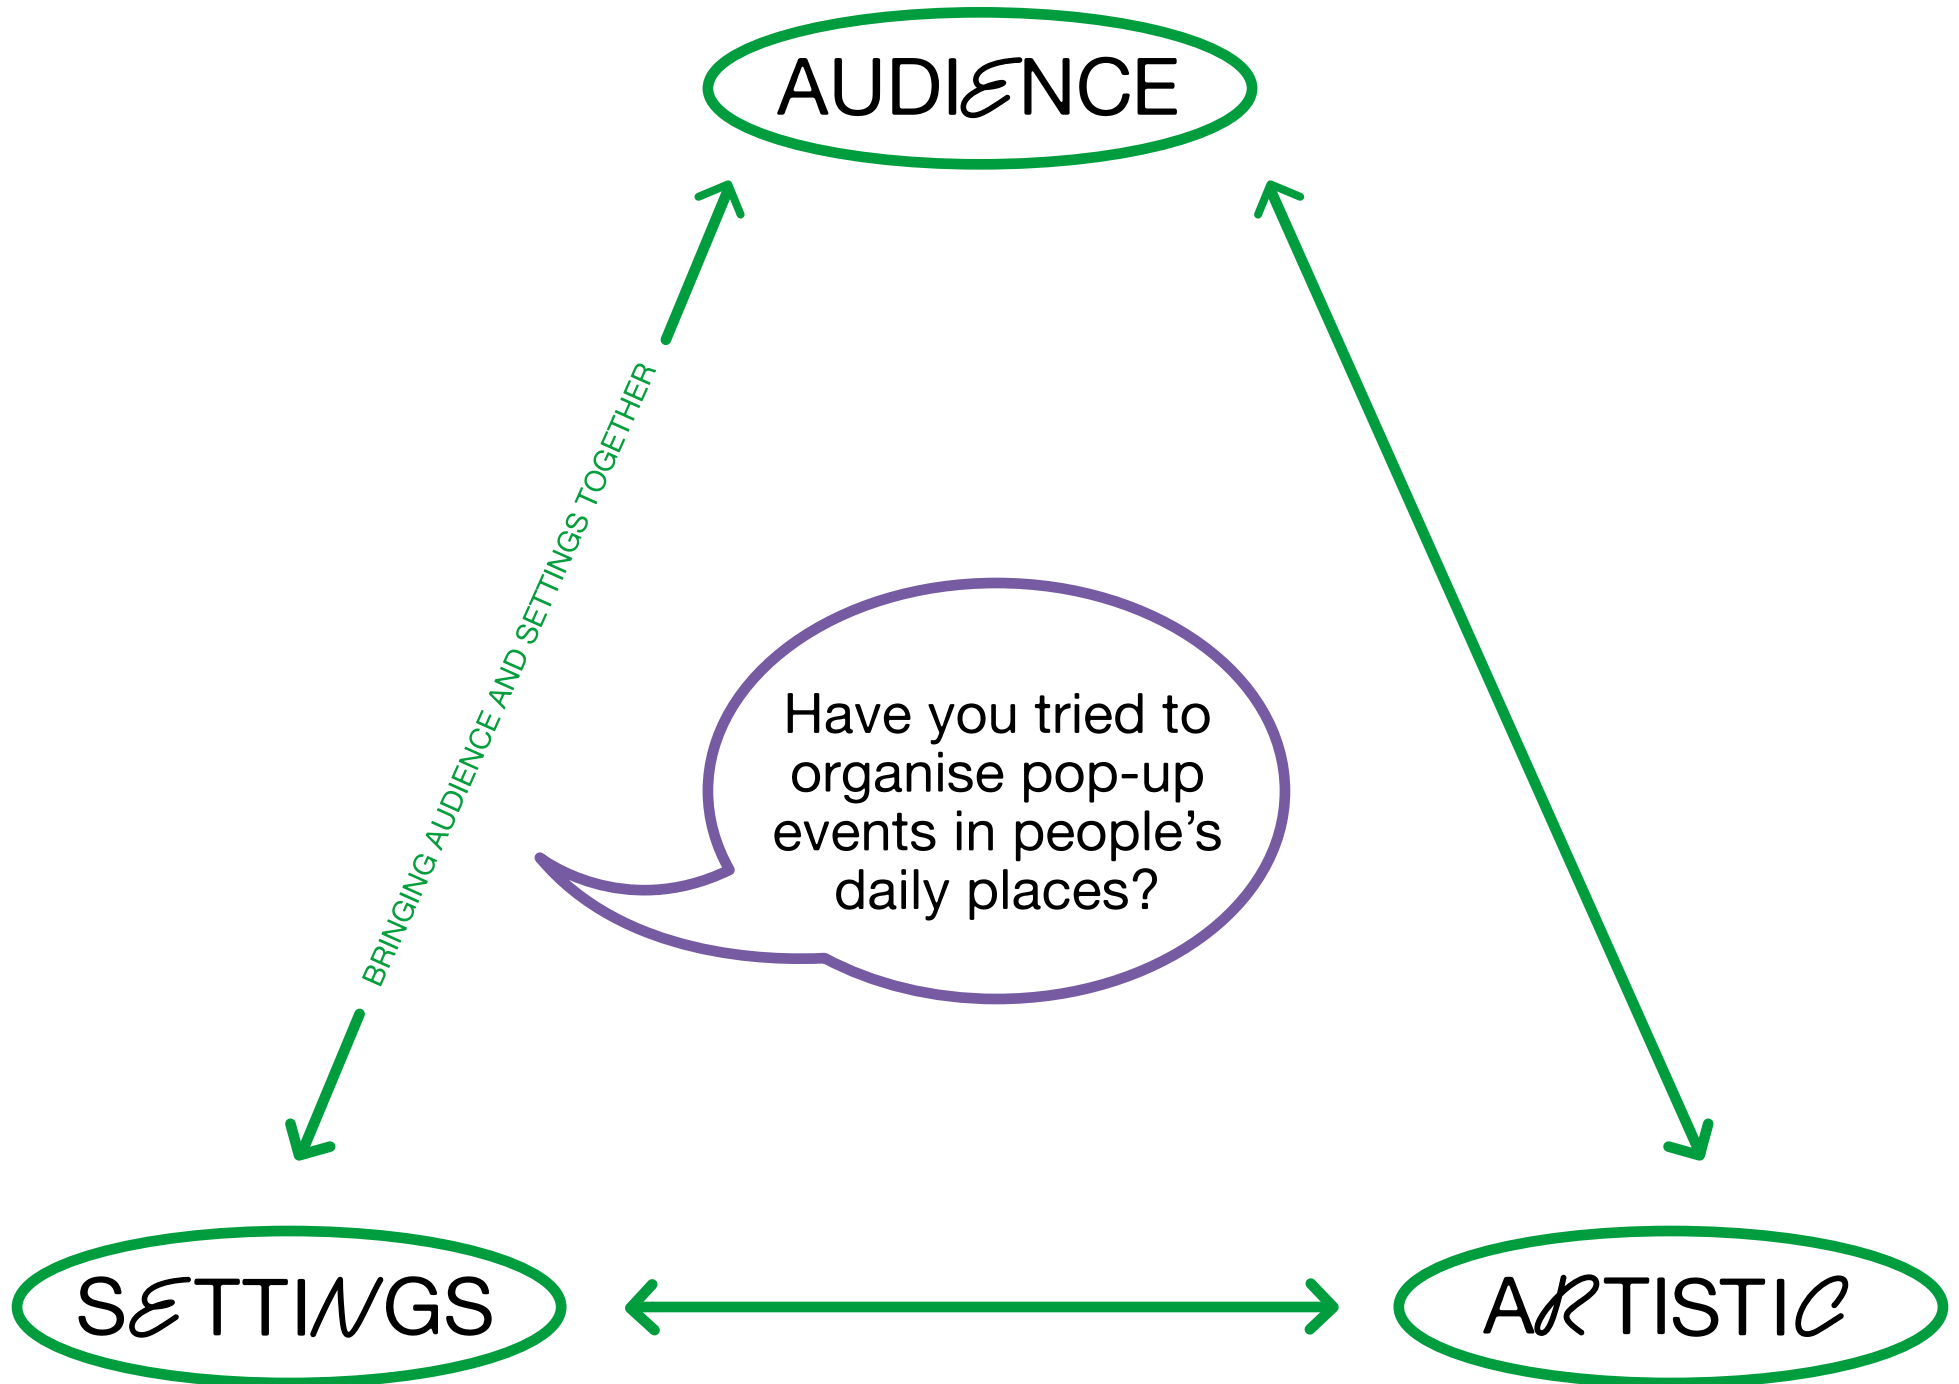 AUDIENCE
BRINGING AUDIENCE AND SETTINGS TOGETHER
Have you tried to
organise pop-up
events in people’s
daily places?
SETTINGS
ARTISTIC